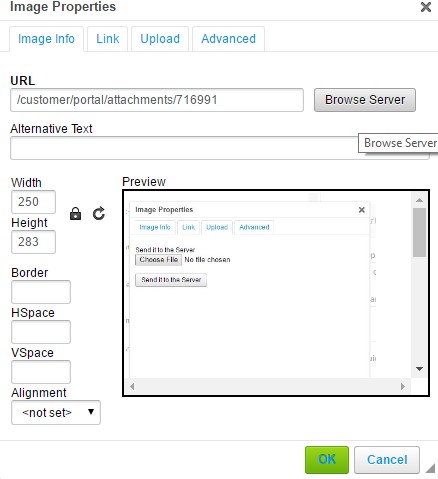 Image Properties
Image Info Link Upload Advanced
URL
/customer/portal/attachments/716991 Browse Server
Alternative Text
Browse Server
Width Preview
250
Height
283
Border
HSpace
VSpace
Alignment
<not set>
Image Properties
Image Info Link Upload Advanced
Send it to the Server
Choose File No file chosen
Send it to the Server
OK Cancel